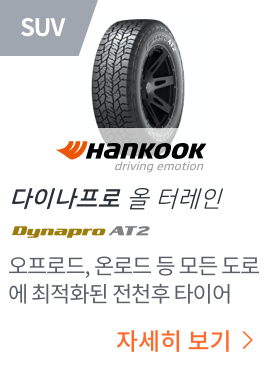 SUV
HANKOOK
driving emotion
다이나프로 올 터레인
Dynapro AT2
오프로드, 온로드 등 모든 도로
에 최적화된 전천후 타이어
자세히 보기 >